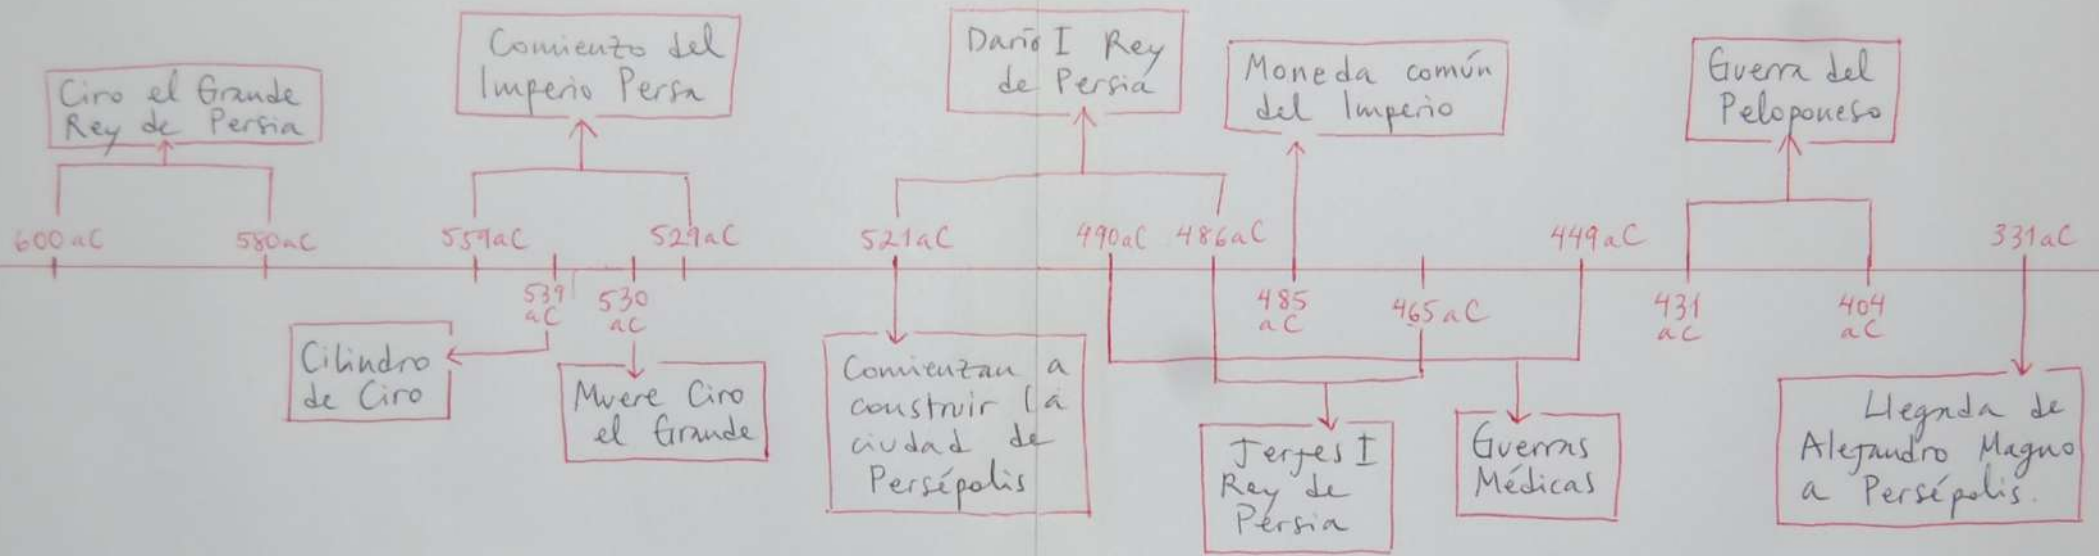 Ciro el Grande
Rey de Persia
Comienzo del
Imperio Persa
Darío I Rey
de Persia
Moneda común
del Imperio
Guerra del
Peloponeso
600 aC
580aC
559aC
529aC
521aC
490aC
486aC
449aC
331aC
539
aC
530
aC
485
aC
465 aC
431
aC
404
aC
Cilindro
de Ciro
Muere Ciro
el Grande
Comienzan a
construir la
ciudad de
Persépolis
Jerjes I
Rey de
Persia
Guerras
Médicas
Llegada de
Alejandro Magno
a Persépolis.